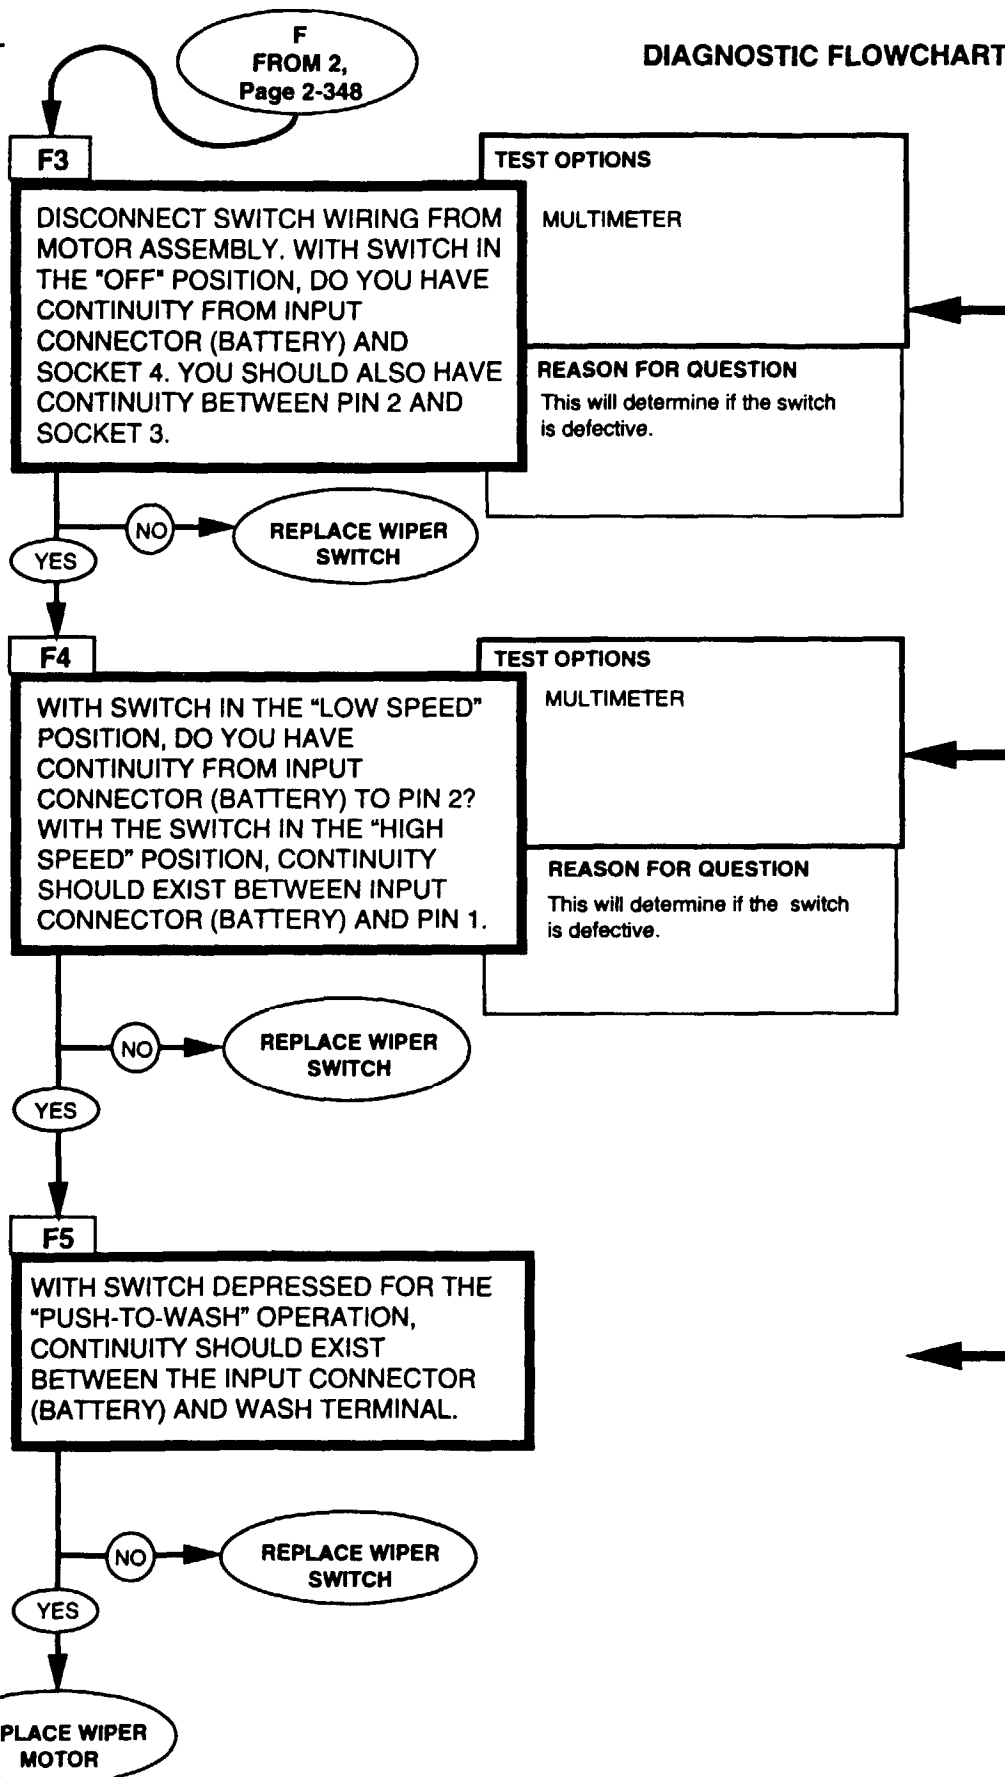 F
FROM 2,
Page 2-348
DIAGNOSTIC FLOWCHART
F3
DISCONNECT SWITCH WIRING FROM
MOTOR ASSEMBLY. WITH SWITCH IN
THE "OFF" POSITION, DO YOU HAVE
CONTINUITY FROM INPUT
CONNECTOR (BATTERY) AND
SOCKET 4. YOU SHOULD ALSO HAVE
CONTINUITY BETWEEN PIN 2 AND
SOCKET 3.
TEST OPTIONS
MULTIMETER
REASON FOR QUESTION
This will determine if the switch
is defective.
NO
REPLACE WIPER
SWITCH
YES
F4
WITH SWITCH IN THE “LOW SPEED”
POSITION, DO YOU HAVE
CONTINUITY FROM INPUT
CONNECTOR (BATTERY) TO PIN 2?
WITH THE SWITCH IN THE “HIGH
SPEED” POSITION, CONTINUITY
SHOULD EXIST BETWEEN INPUT
CONNECTOR (BATTERY) AND PIN 1.
TEST OPTIONS
MULTIMETER
REASON FOR QUESTION
This will determine if the switch
is defective.
NO
REPLACE WIPER
SWITCH
YES
F5
WITH SWITCH DEPRESSED FOR THE
“PUSH-TO-WASH” OPERATION,
CONTINUITY SHOULD EXIST
BETWEEN THE INPUT CONNECTOR
(BATTERY) AND WASH TERMINAL.
NO
REPLACE WIPER
SWITCH
YES
PLACE WIPER
MOTOR